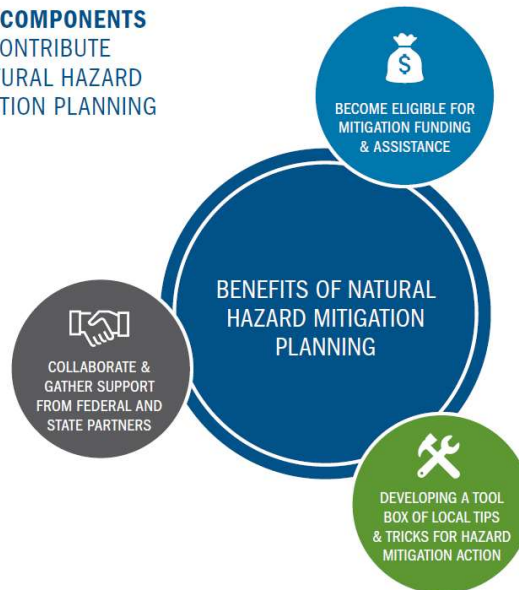 COMPONENTS
ONTRIBUTE
URAL HAZARD
TION PLANNING
$
BECOME ELIGIBLE FOR
MITIGATION FUNDING
& ASSISTANCE
BENEFITS OF NATURAL
HAZARD MITIGATION
PLANNING
COLLABORATE &
GATHER SUPPORT
FROM FEDERAL AND
STATE PARTNERS
DEVELOPING A TOOL
BOX OF LOCAL TIPS
& TRICKS FOR HAZARD
MITIGATION ACTION